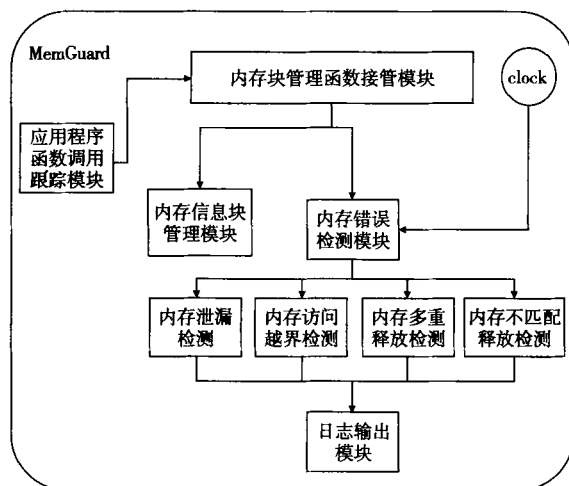 MemGuard
内存块管理函数接管模块
clock
应用程序
函数调用
跟踪模块
内存信息块
管理模块
内存错误
检测模块
内存泄漏
检测
内存访问
越界检测
内存多重
释放检测
内存不匹配
释放检测
日志输出
模块